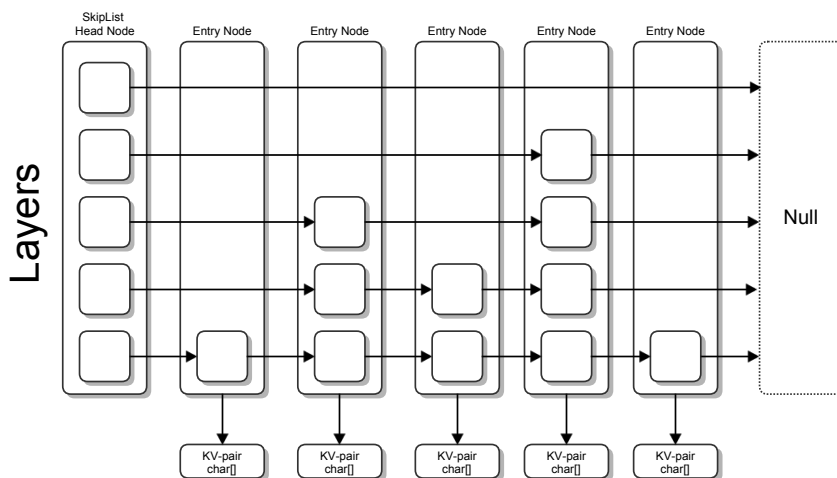 SkipList
Head Node
Entry Node
Entry Node
Entry Node
Entry Node
Entry Node
Layers
Null
KV-pair
char[]
KV-pair
char[]
KV-pair
char[]
KV-pair
char[]
KV-pair
char[]